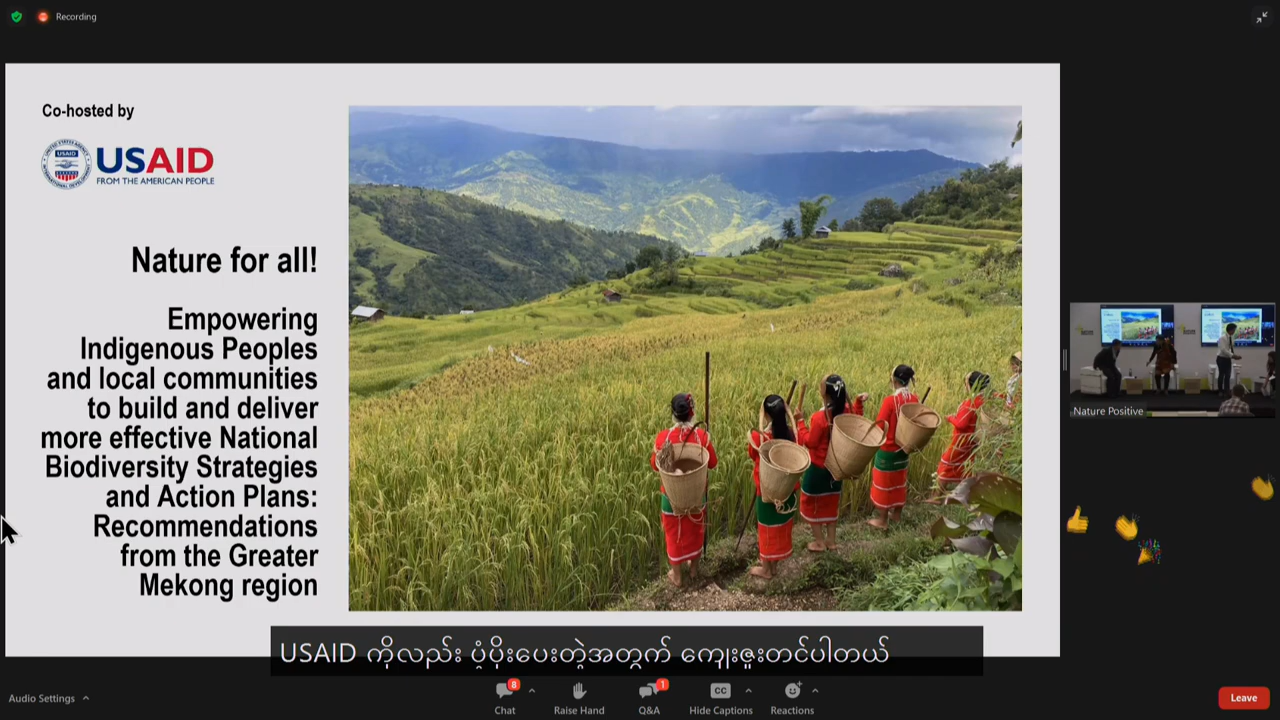 Recording
Co-hosted by
USAID
FROM THE AMERICAN PEOPLE
Nature for all!
Empowering
Indigenous Peoples
and local communities
to build and deliver
more effective National
Biodiversity Strategies
and Action Plans:
Recommendations
from the Greater
Mekong region
Nature Positive
USAID ကိုလည်း ပံ့ပိုးပေးတဲ့အတွက် ကျေးဇူးတင်ပါတယ်
Audio Settings
8
Chat
Raise Hand
1
Q&A
CC
Hide Captions
Reactions
Leave